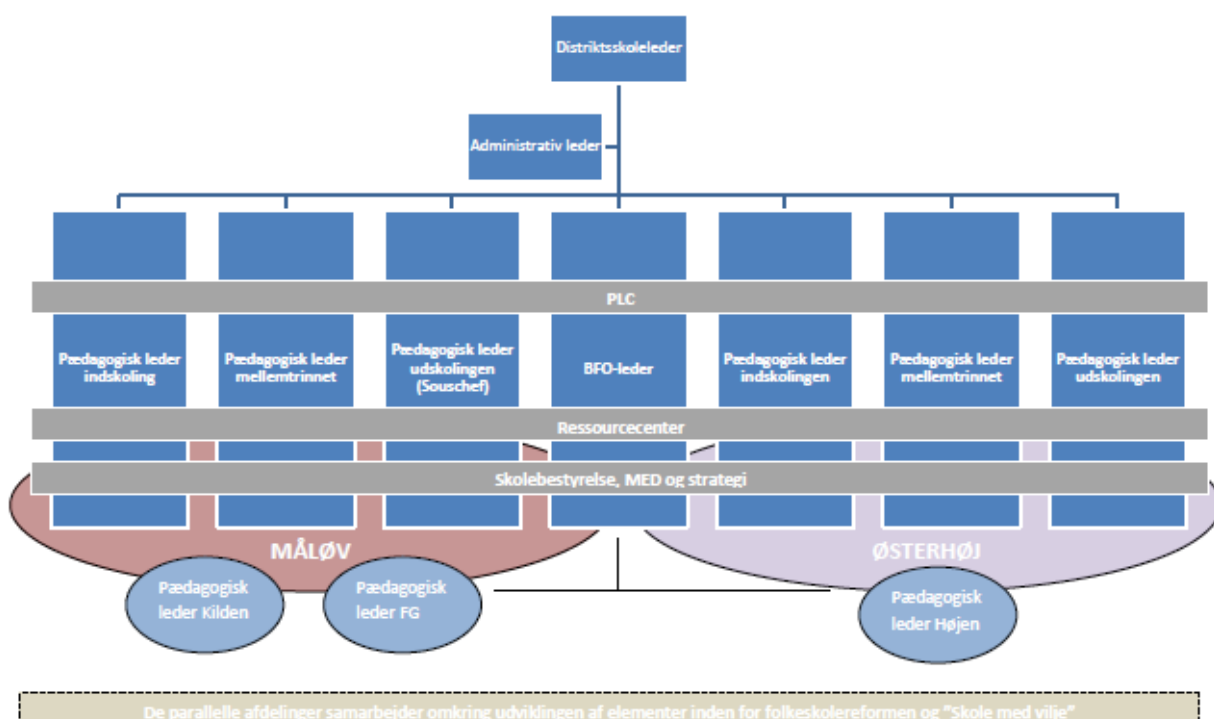 Distriktsskoleleder
Administrativ leder
PLC
Pædagogisk leder
indskoling
Pædagogisk leder
mellemtrinnet
Pædagogisk leder
udskolingen
(Souschef)
BFO-leder
Pædagogisk leder
indskolingen
Pædagogisk leder
mellemtrinnet
Pædagogisk leder
udskolingen
Ressourcecenter
Skolebestyrelse, MED og strategi
MÅLØV
ØSTERHØJ
Pædagogisk
leder Kilden
Pædagogisk
leder FG
Pædagogisk
leder Højen
De parallelle afdelinger samarbejder omkring udviklingen af elementer inden for folkeskolereformen og "Skole med vilje"